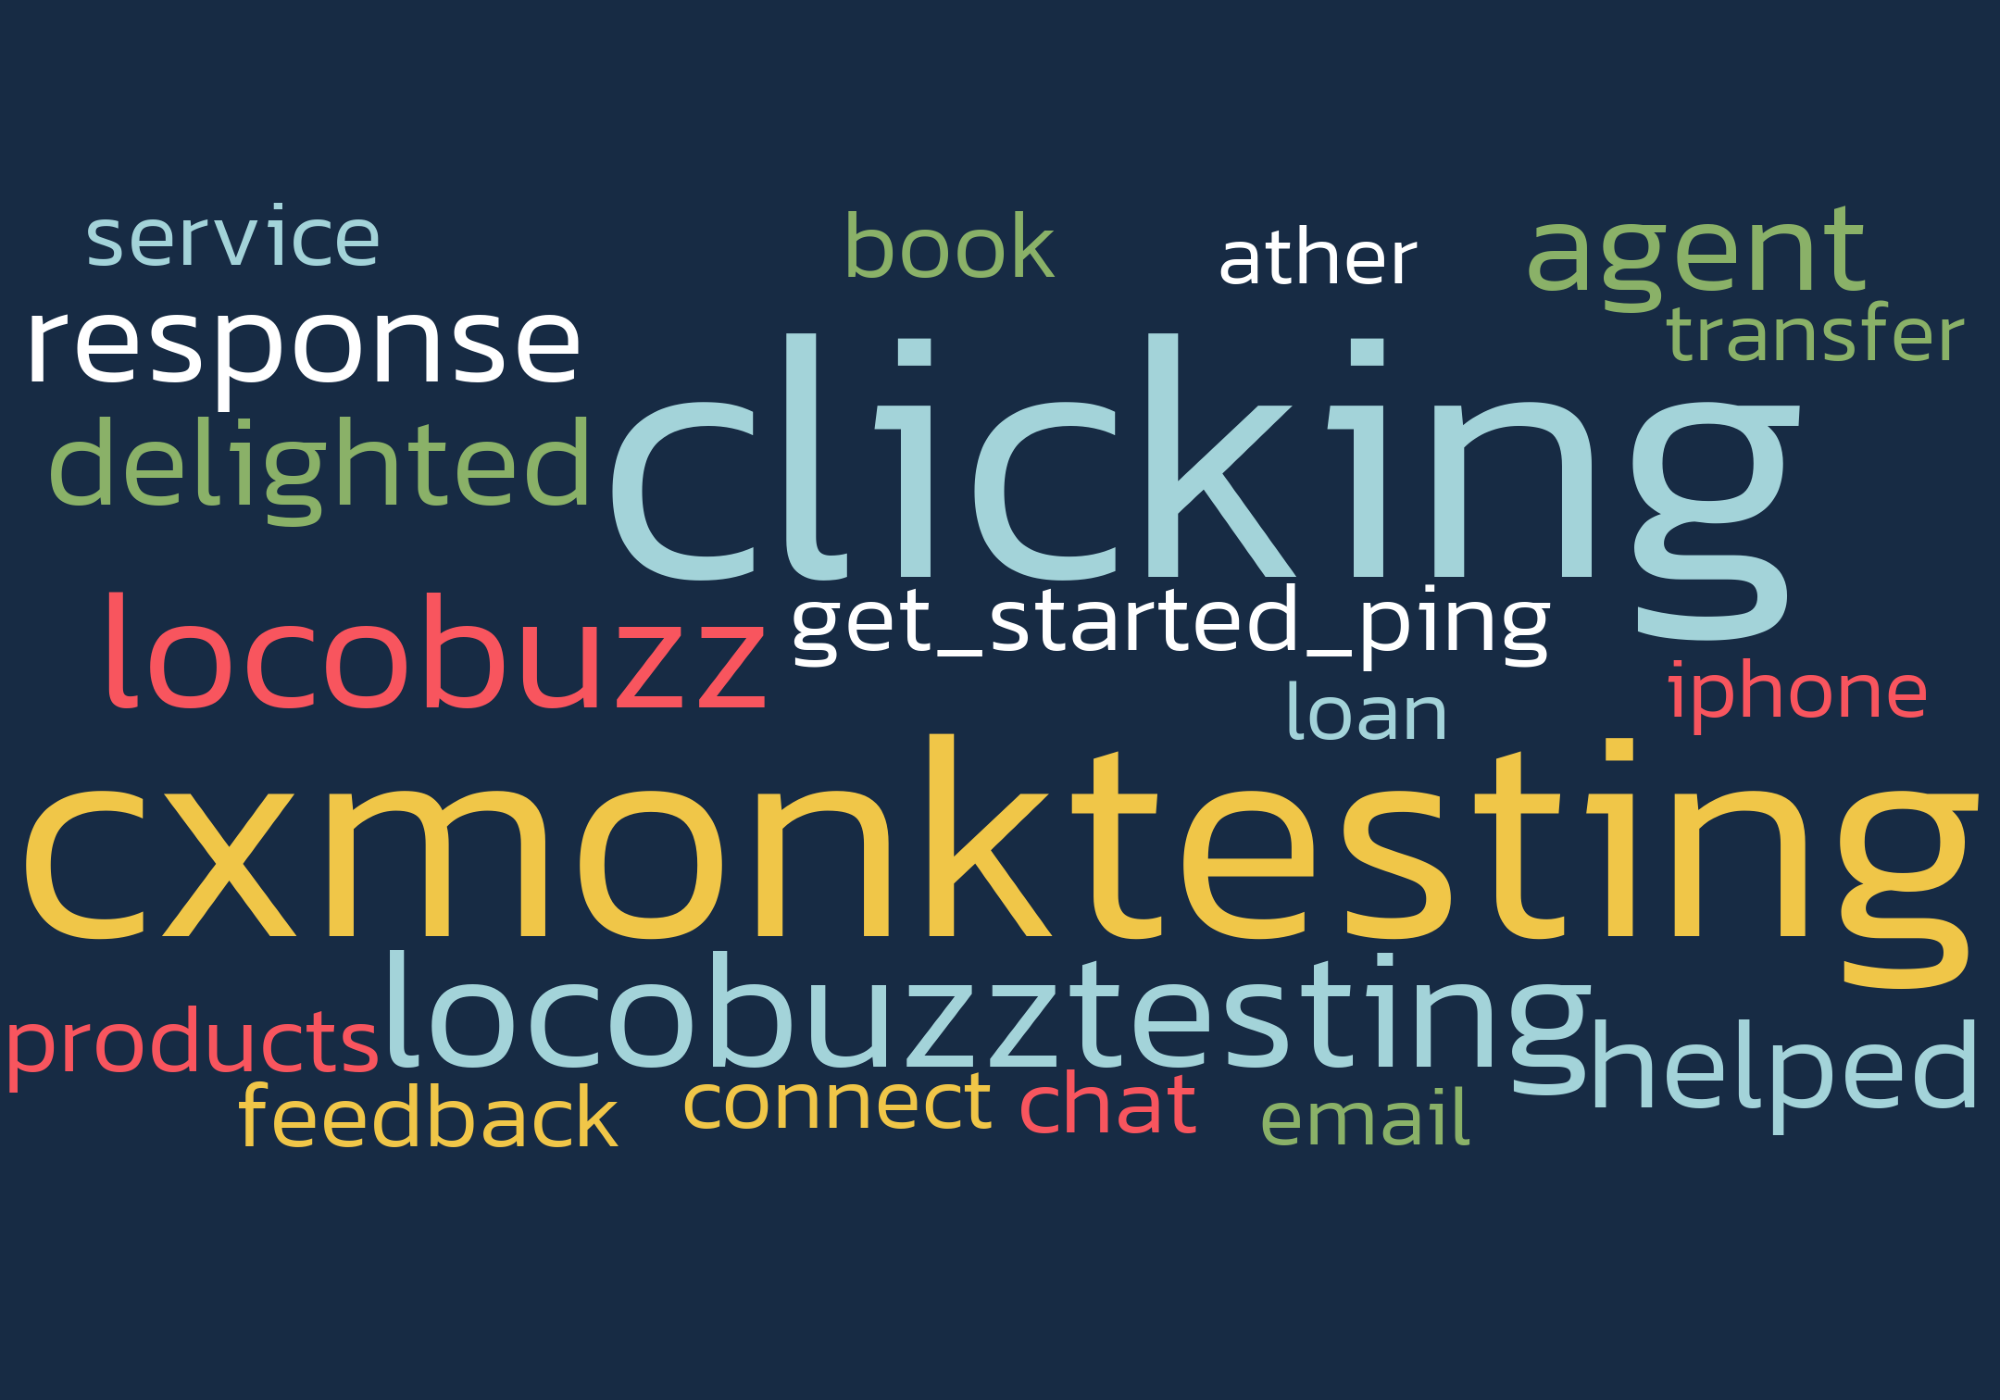 service
book
ather
agent
transfer
response
clicking
delighted
locobuzz
get_started_ping
loan
iphone
cxmonktesting
locobuzztesting
products
helped
feedback
connect
chat
email